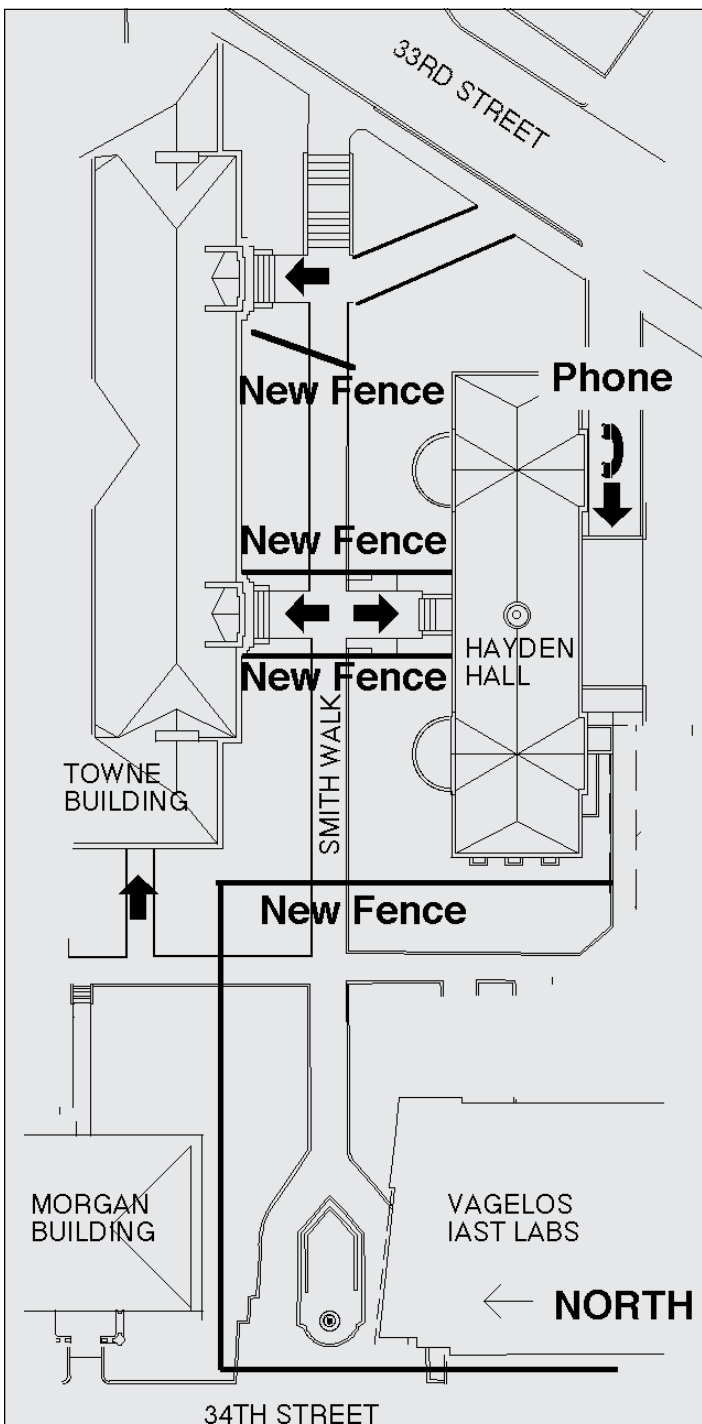 33RD STREET
New Fence
Phone
New Fence
HAYDEN
HALL
New Fence
SMITH WALK
TOWNE
BUILDING
New Fence
MORGAN
BUILDING
VAGELOS
IAST LABS
NORTH
34TH STREET